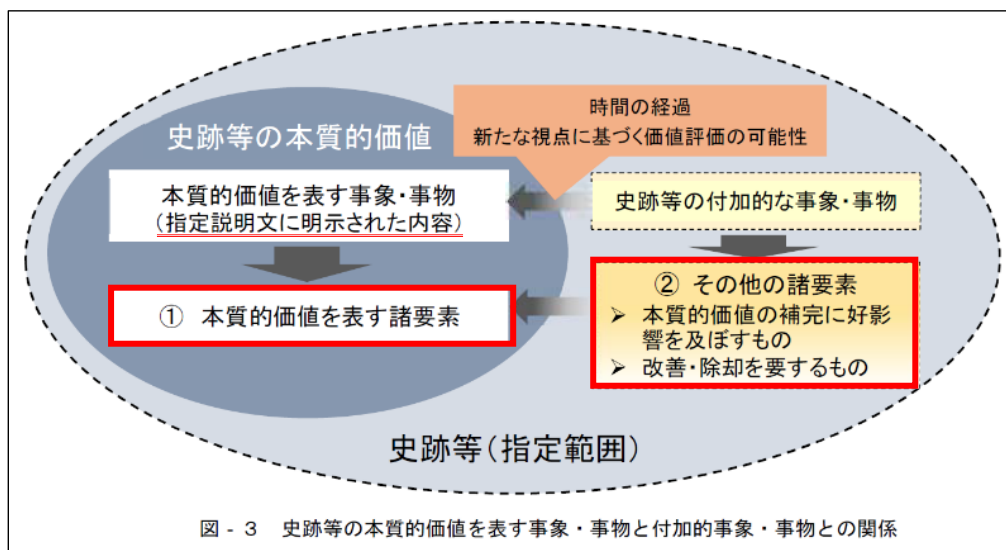 時間の経過
新たな視点に基づく価値評価の可能性
史跡等の本質的価値
本質的価値を表す事象・事物
(指定説明文に明示された内容)
史跡等の付加的な事象・事物
① 本質的価値を表す諸要素
② その他の諸要素
➢ 本質的価値の補完に好影
響を及ぼすもの
➢ 改善・除却を要するもの
史跡等(指定範囲)
図 - 3 史跡等の本質的価値を表す事象・事物と付加的事象・事物との関係